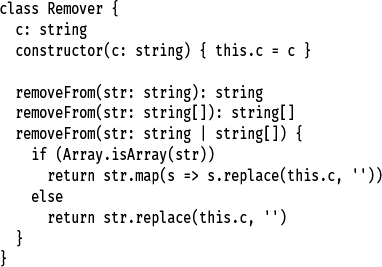 class Remover {
  c: string
  constructor(c: string) { this.c = c }

  removeFrom(str: string): string
  removeFrom(str: string[]): string[]
  removeFrom(str: string | string[]) {
    if (Array.isArray(str))
      return str.map(s => s.replace(this.c, ''))
    else
      return str.replace(this.c, '')
  }
}